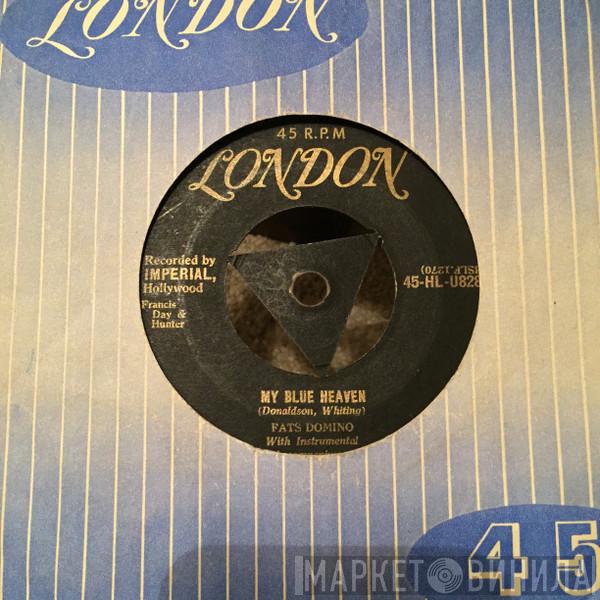 LONDON
45 R.P.M
LONDON
Recorded by
IMPERIAL,
Hollywood
Francis
Day &
Hunter
45-HL-U828
MY BLUE HEAVEN
(Donaldson, Whiting)
FATS DOMINO
With Instrumental
45
МАРКЕТ ВИНИЛА